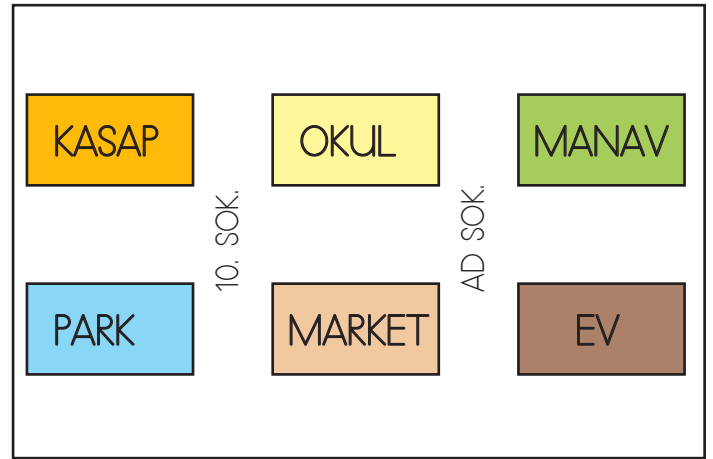 KASAP
OKUL
MANAV
10. SOK.
AD SOK.
PARK
MARKET
EV